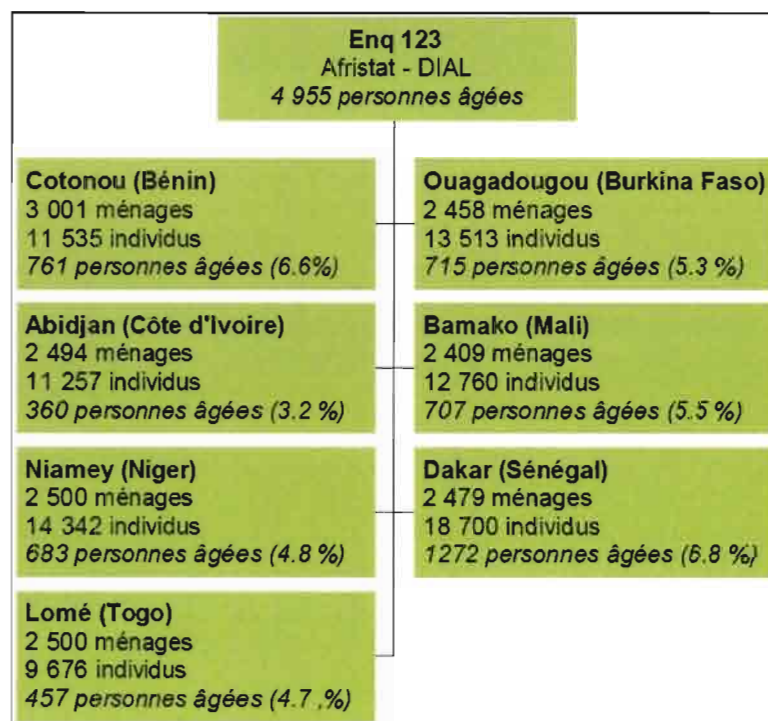 Enq 123
Afristat - DIAL
4 955 personnes âgées
Cotonou (Bénin)
3 001 ménages
11 535 individus
761 personnes âgées (6.6%)
Ouagadougou (Burkina Faso)
2 458 ménages
13 513 individus
715 personnes âgées (5.3 %)
Abidjan (Côte d'Ivoire)
2 494 ménages
11 257 individus
360 personnes âgées (3.2 %)
Bamako (Mali)
2 409 ménages
12 760 individus
707 personnes âgées (5.5 %)
Niamey (Niger)
2 500 ménages
14 342 individus
683 personnes âgées (4.8 %)
Dakar (Sénégal)
2 479 ménages
18 700 individus
1272 personnes âgées (6.8 %)
Lomé (Togo)
2 500 ménages
9 676 individus
457 personnes âgées (4.7 .%)